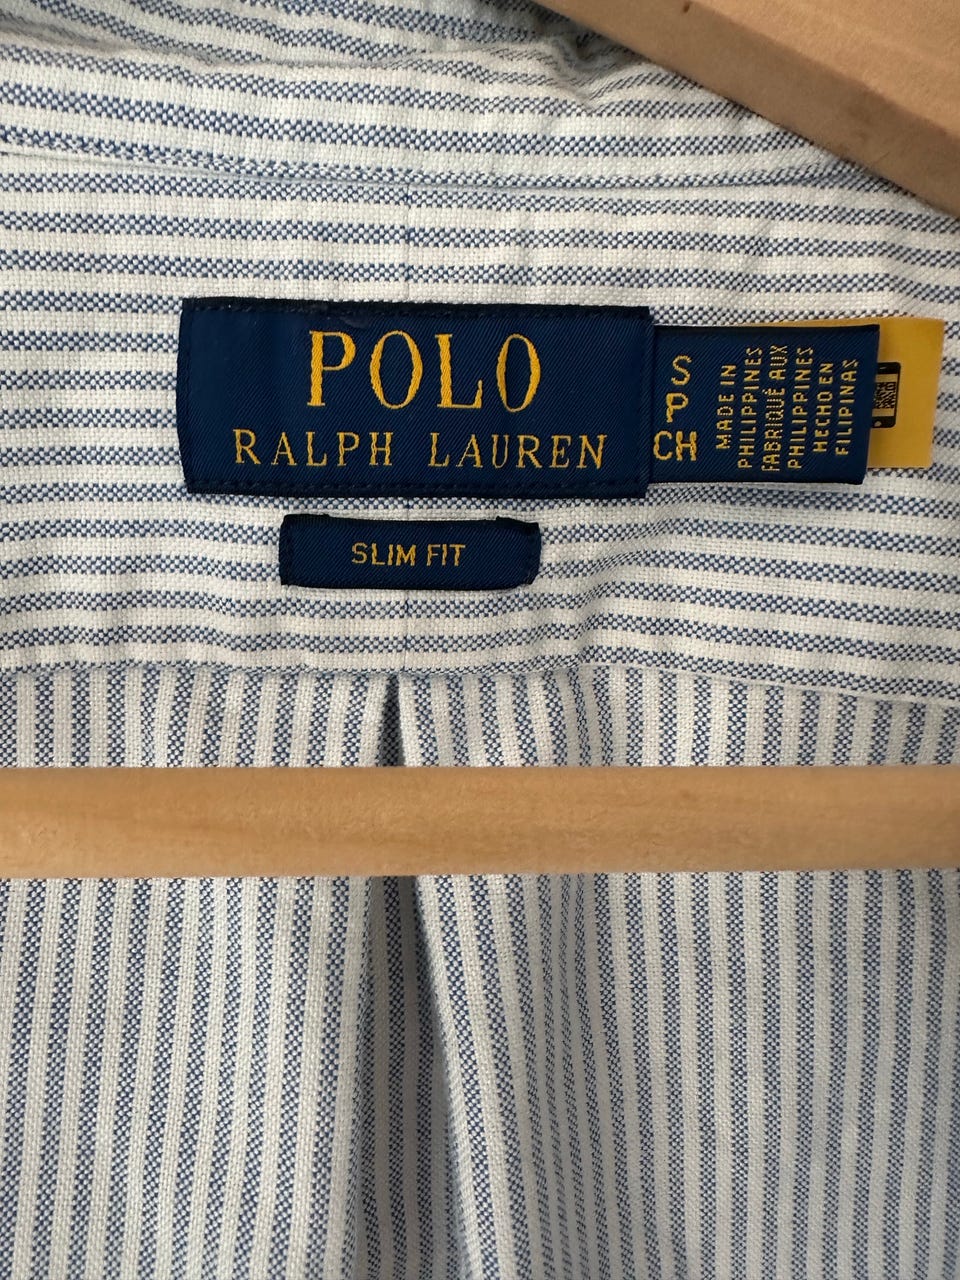 POLO
RALPH LAUREN
S
P
CH
MADE IN
PHILIPPINES
FABRIQUÉ AUX
PHILIPPINES
HECHO EN
FILIPINAS
SLIM FIT